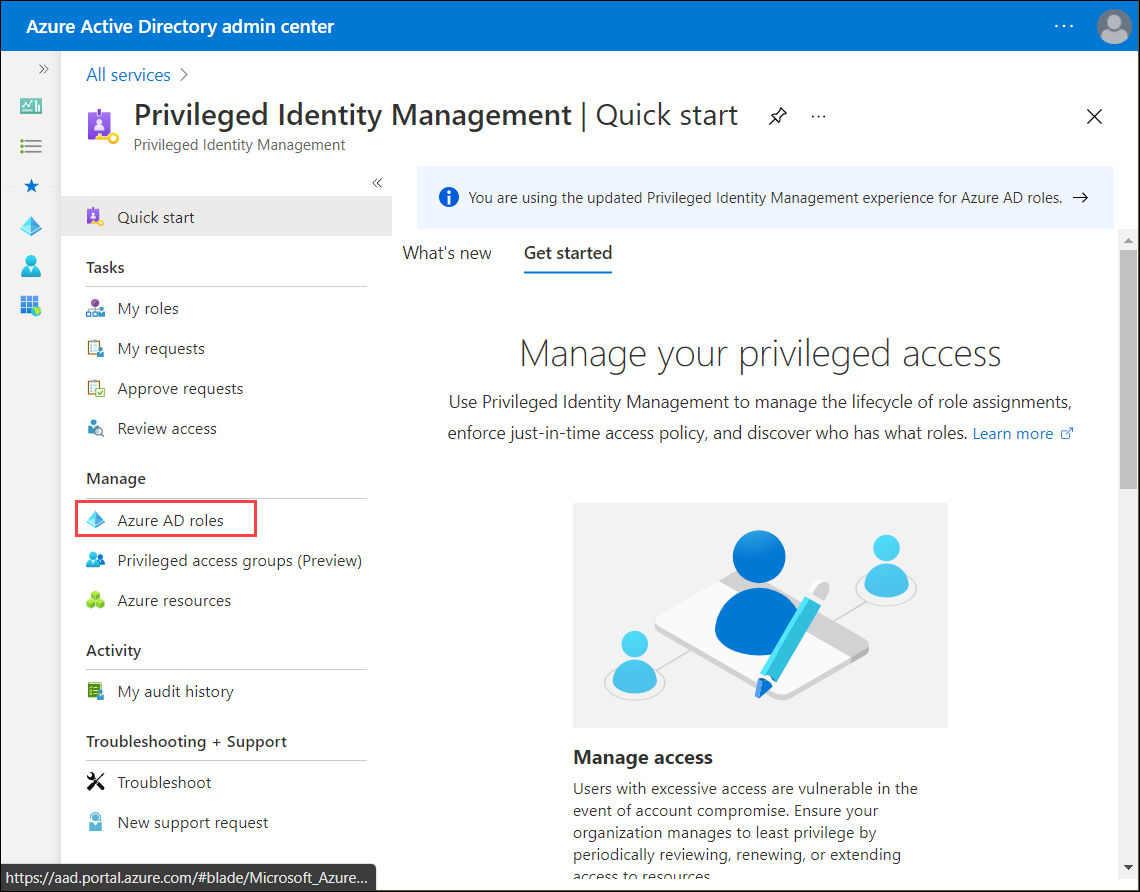 Azure Active Directory admin center
All services
Privileged Identity Management | Quick start
Privileged Identity Management
You are using the updated Privileged Identity Management experience for Azure AD roles.
Quick start
Tasks
My roles
My requests
Approve requests
Review access
Manage
Azure AD roles
Privileged access groups (Preview)
Azure resources
Activity
My audit history
Troubleshooting + Support
Troubleshoot
New support request
What's new
Get started
Manage your privileged access
Use Privileged Identity Management to manage the lifecycle of role assignments,
enforce just-in-time access policy, and discover who has what roles. Learn more
Manage access
Users with excessive access are vulnerable in the
event of account compromise. Ensure your
organization manages to least privilege by
periodically reviewing, renewing, or extending
access to resources.
https://aad.portal.azure.com/#blade/Microsoft_Azure...